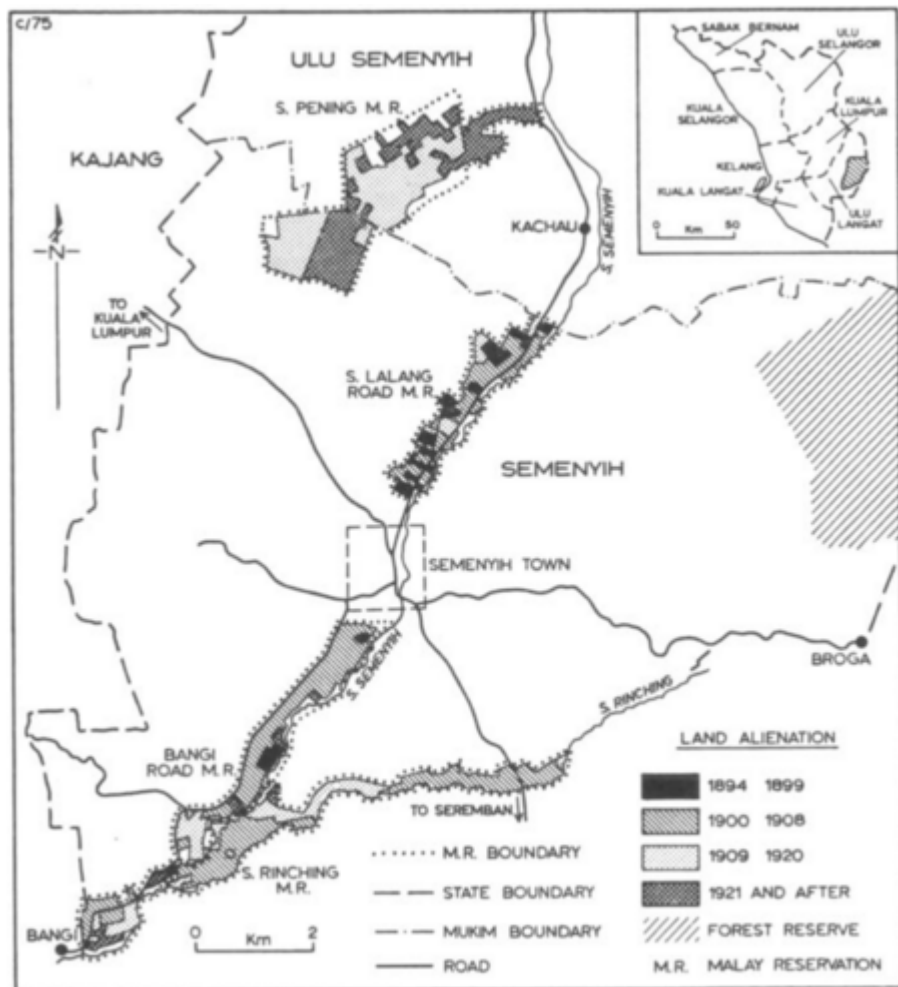 C/75
ULU SEMENYIH
S. PENING M.R.
KAJANG
N
TO
KUALA
LUMPUR
KACHAU
S. SEMENYIH
S. LALANG
ROAD M.R.
SEMENYIH
SEMENYIH TOWN
S. SEMENYIH
BROGA
S. RINCHING
BANGI
ROAD M.R.
TO SEREMBAN
S. RINCHING
M.R.
BANGI
0 2
Km
SABAK BERNAM
ULU
SELANGOR
KUALA
SELANGOR
KUALA
LUMPUR
KELANG
KUALA LANGAT
ULU
LANGAT
0 50
Km
LAND ALIENATION
1894 1899
1900 1908
1909 1920
1921 AND AFTER
FOREST RESERVE
M.R. MALAY RESERVATION
M.R. BOUNDARY
STATE BOUNDARY
MUKIM BOUNDARY
ROAD